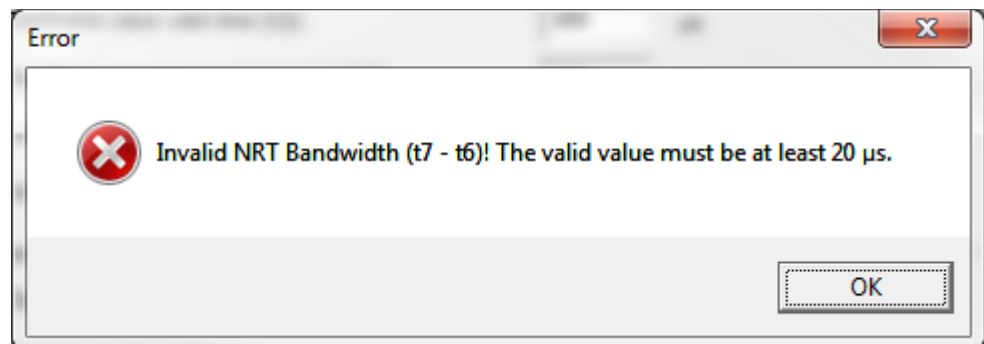 Error
Invalid NRT Bandwidth (t7 - t6)! The valid value must be at least 20 µs.
OK